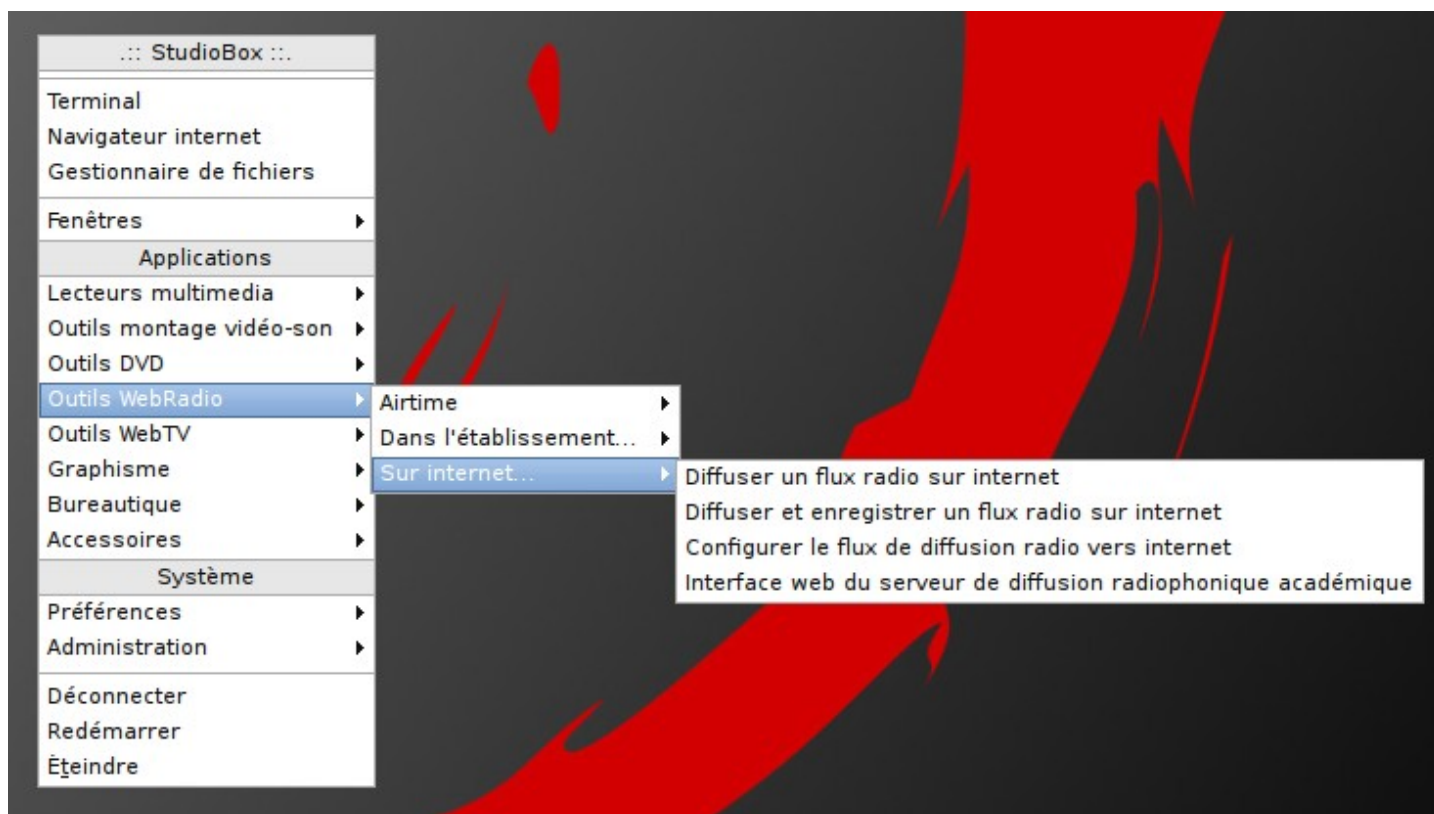 .:: StudioBox ::.
Terminal
Navigateur internet
Gestionnaire de fichiers
Fenêtres
Applications
Lecteurs multimedia
Outils montage vidéo-son
Outils DVD
Outils WebRadio
Outils WebTV
Graphisme
Bureautique
Accessoires
Système
Préférences
Administration
Déconnecter
Redémarrer
Èteindre
Airtime
Dans l'établissement...
Sur internet...
Diffuser un flux radio sur internet
Diffuser et enregistrer un flux radio sur internet
Configurer le flux de diffusion radio vers internet
Interface web du serveur de diffusion radiophonique académique